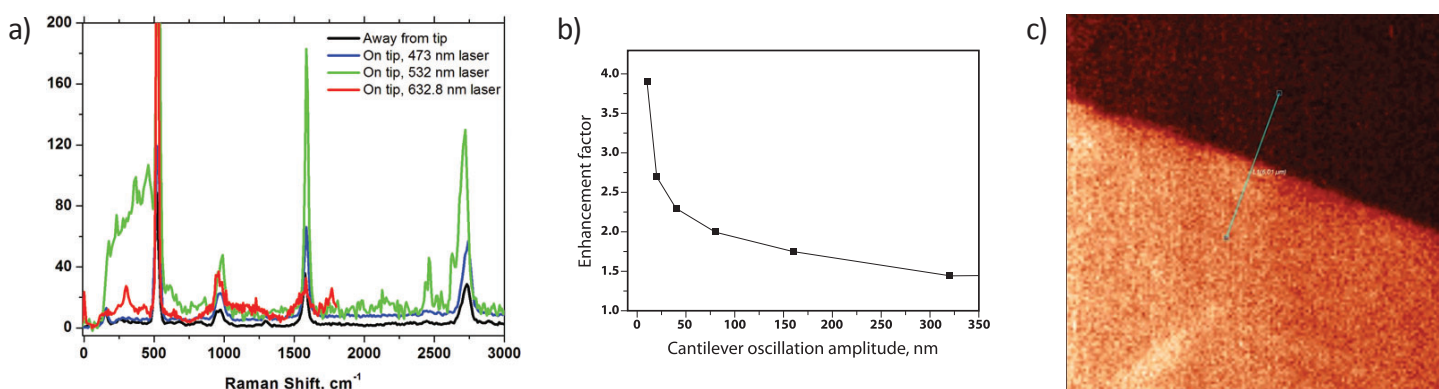 a)
200
160
120
80
40
0
0 500 1000 1500 2000 2500 3000
Raman Shift, cm-1
Away from tip
On tip, 473 nm laser
On tip, 532 nm laser
On tip, 632.8 nm laser
b)
Enhancement factor
4.0
3.5
3.0
2.5
2.0
1.5
1.0
0 50 100 150 200 250 300 350
Cantilever oscillation amplitude, nm
c)